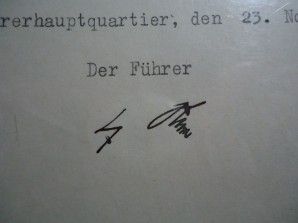 rerhauptquartier, den 23. No
Der Führer